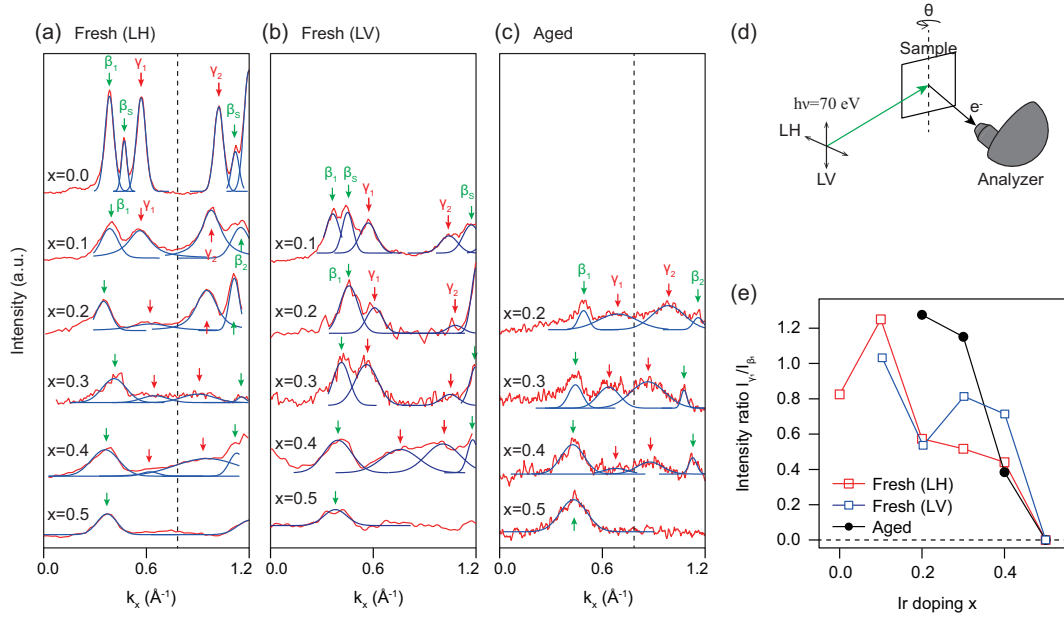 (a) Fresh (LH)
β₁
βS
γ₁
γ₂
βS
x=0.0
β₁
γ₁
γ₂
β₂
x=0.1
x=0.2
x=0.3
x=0.4
x=0.5
Intensity (a.u.)
0.0 0.6 1.2
kₓ (Å⁻¹)
(b) Fresh (LV)
β₁
βS
γ₁
γ₂
βS
x=0.1
β₁
γ₁
γ₂
x=0.2
x=0.3
x=0.4
x=0.5
0.0 0.6 1.2
kₓ (Å⁻¹)
(c) Aged
β₁
γ₁
γ₂
β₂
x=0.2
x=0.3
x=0.4
x=0.5
0.0 0.6 1.2
kₓ (Å⁻¹)
(d)
θ
Sample
hν=70 eV
e⁻
LH
LV
Analyzer
(e)
1.2
1.0
0.8
0.6
0.4
0.2
0.0
Intensity ratio
Fresh (LH)
Fresh (LV)
Aged
0.0 0.2 0.4
Ir doping x